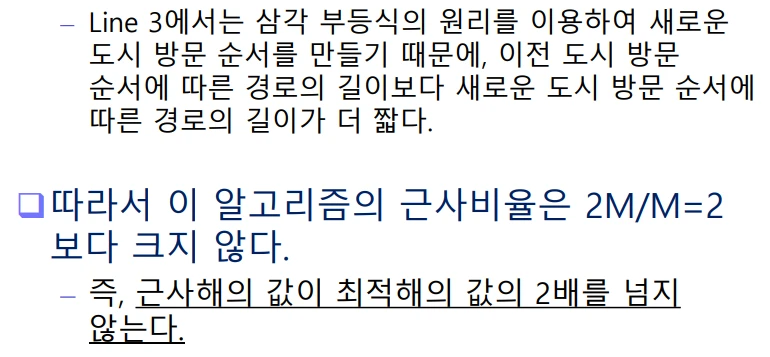 – Line 3에서는 삼각 부등식의 원리를 이용하여 새로운
도시 방문 순서를 만들기 때문에, 이전 도시 방문
순서에 따른 경로의 길이보다 새로운 도시 방문 순서에
따른 경로의 길이가 더 짧다.
❑따라서 이 알고리즘의 근사비율은 2M/M=2
보다 크지 않다.
– 즉, 근사해의 값이 최적해의 값의 2배를 넘지
않는다.